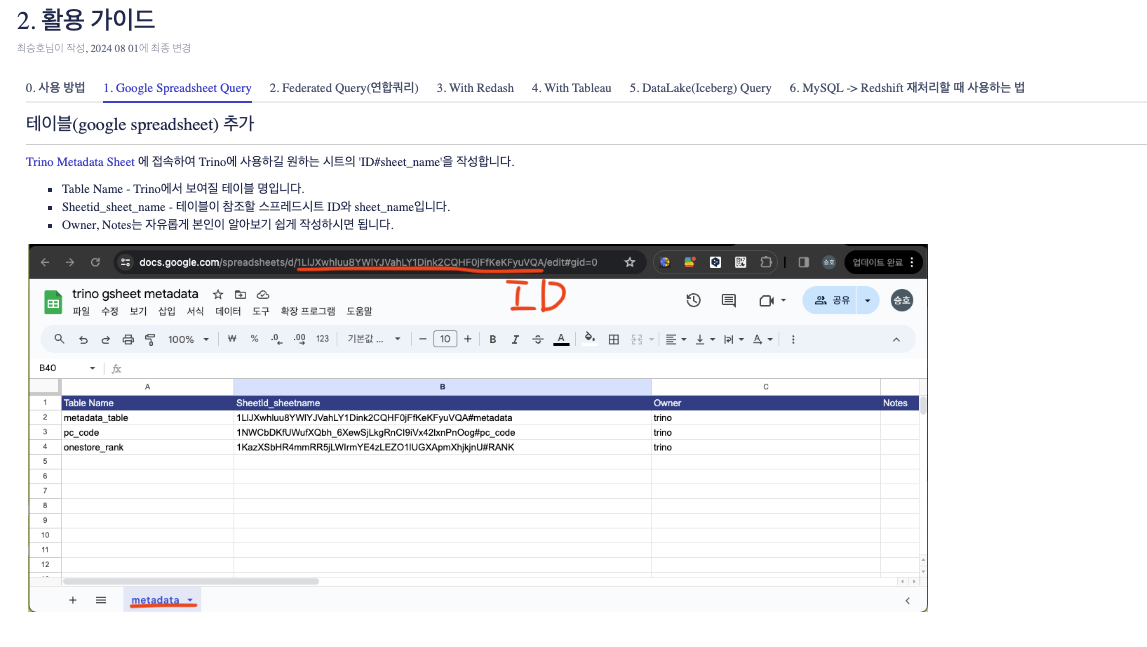 2. 활용 가이드
최승호님이 작성, 2024 08 01에 최종 변경
0. 사용 방법 1. Google Spreadsheet Query 2. Federated Query(연합쿼리) 3. With Redash 4. With Tableau 5. DataLake(Iceberg) Query 6. MySQL -> Redshift 재처리할 때 사용하는 법
테이블(google spreadsheet) 추가
Trino Metadata Sheet 에 접속하여 Trino에 사용하길 원하는 시트의 'ID#sheet_name'을 작성합니다.
Table Name - Trino에서 보여질 테이블 명입니다.
Sheetid_sheet_name - 테이블이 참조할 스프레드시트 ID와 sheet_name입니다.
Owner, Notes는 자유롭게 본인이 알아보기 쉽게 작성하시면 됩니다.
docs.google.com/spreadsheets/d/1LlJXwhluu8YWlYJVahLY1Dink2CQHF0jFfKeKFyuVQA/edit#gid=0 승호 업데이트 완료
ID
trino gsheet metadata
파일 수정 보기 삽입 서식 데이터 도구 확장 프로그램 도움말
공유 승호
100% ₩ % .0 .00 123 기본값 ... 10 B I A
B40 fx
A B C
1 Table Name SheetId_sheetname Owner Notes
2 metadata_table 1LlJXwhluu8YWlYJVahLY1Dink2CQHF0jFfKeKFyuVQA#metadata trino
3 pc_code 1NWCbDKfUWufXQbh_6XewSjLkgRnCI9iVx42IxnPnOog#pc_code trino
4 onestore_rank 1KazXSbHR4mmRR5jLWIrmYE4zLEZO1lUGXApmXhjkjnU#RANK trino
5
6
7
8
9
10
11
12
metadata